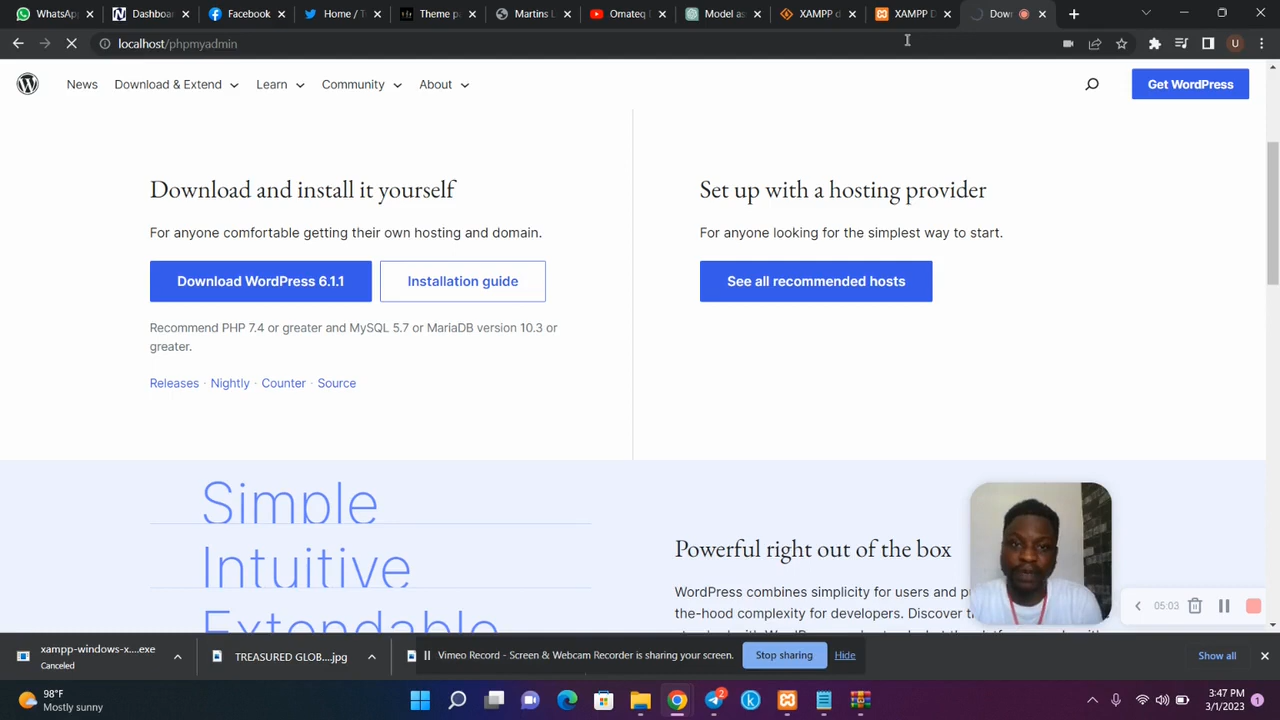 WhatsA
Dashboa
Facebook
Home / T
Theme p
Martins L
Omateq
Model as
XAMPP d
XAMPP D
Dow
localhost/phpmyadmin
U
News
Download & Extend
Learn
Community
About
Get WordPress
Download and install it yourself
For anyone comfortable getting their own hosting and domain.
Download WordPress 6.1.1
Installation guide
Recommend PHP 7.4 or greater and MySQL 5.7 or MariaDB version 10.3 or
greater.
Releases · Nightly · Counter · Source
Set up with a hosting provider
For anyone looking for the simplest way to start.
See all recommended hosts
Simple
Intuitive
Extendable
Powerful right out of the box
WordPress combines simplicity for users and
the-hood complexity for developers. Discover
05:03
xampp-windows-x....exe
Canceled
TREASURED GLOB....jpg
Vimeo Record - Screen & Webcam Recorder is sharing your screen.
Stop sharing
Hide
Show all
98°F
Mostly sunny
2
3:47 PM
3/1/2023
1